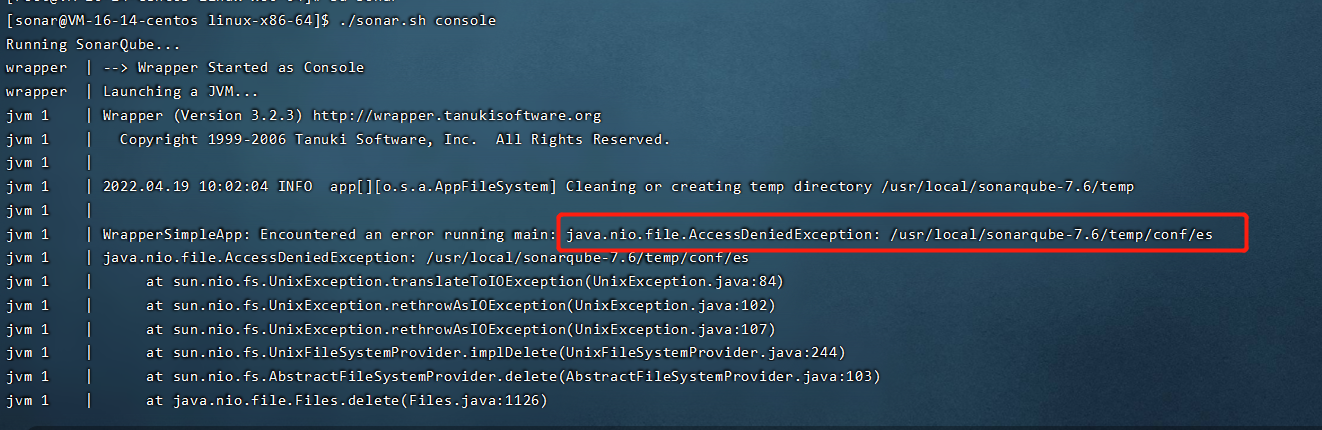 [sonar@VM-16-14-centos linux-x86-64]$ ./sonar.sh console
Running SonarQube...
wrapper  | --> Wrapper Started as Console
wrapper  | Launching a JVM...
jvm 1    | Wrapper (Version 3.2.3) http://wrapper.tanukisoftware.org
jvm 1    |   Copyright 1999-2006 Tanuki Software, Inc.  All Rights Reserved.
jvm 1    |
jvm 1    | 2022.04.19 10:02:04 INFO  app[][o.s.a.AppFileSystem] Cleaning or creating temp directory /usr/local/sonarqube-7.6/temp
jvm 1    |
jvm 1    | WrapperSimpleApp: Encountered an error running main: java.nio.file.AccessDeniedException: /usr/local/sonarqube-7.6/temp/conf/es
jvm 1    | java.nio.file.AccessDeniedException: /usr/local/sonarqube-7.6/temp/conf/es
jvm 1    |      at sun.nio.fs.UnixException.translateToIOException(UnixException.java:84)
jvm 1    |      at sun.nio.fs.UnixException.rethrowAsIOException(UnixException.java:102)
jvm 1    |      at sun.nio.fs.UnixException.rethrowAsIOException(UnixException.java:107)
jvm 1    |      at sun.nio.fs.UnixFileSystemProvider.implDelete(UnixFileSystemProvider.java:244)
jvm 1    |      at sun.nio.fs.AbstractFileSystemProvider.delete(AbstractFileSystemProvider.java:103)
jvm 1    |      at java.nio.file.Files.delete(Files.java:1126)